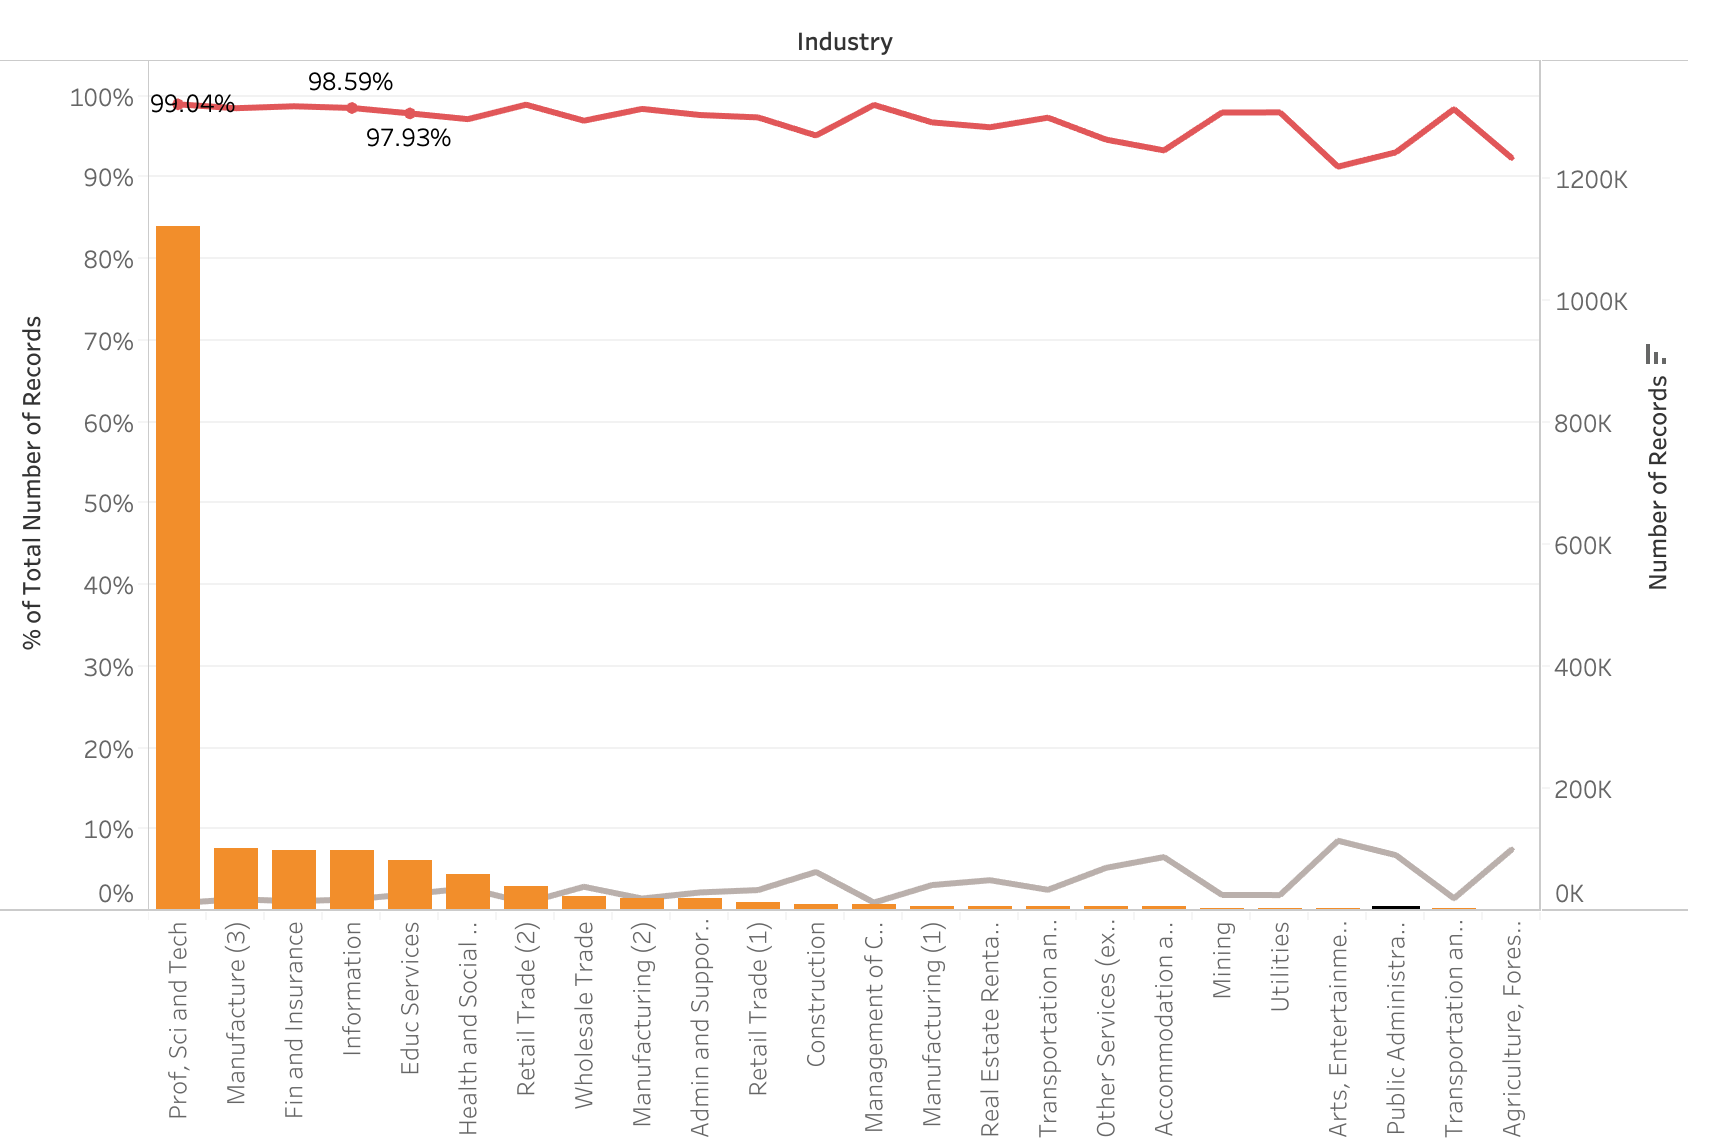 Industry
% of Total Number of Records
100%
90%
80%
70%
60%
50%
40%
30%
20%
10%
0%
99.04%
98.59%
97.93%
1200K
1000K
800K
600K
400K
200K
0K
Number of Records
Prof, Sci and Tech
Manufacture (3)
Fin and Insurance
Information
Educ Services
Health and Social ..
Retail Trade (2)
Wholesale Trade
Manufacturing (2)
Admin and Suppor..
Retail Trade (1)
Construction
Management of C..
Manufacturing (1)
Real Estate Renta..
Transportation an..
Other Services (ex..
Accommodation a..
Mining
Utilities
Arts, Entertainme..
Public Administra..
Transportation an..
Agriculture, Fores..